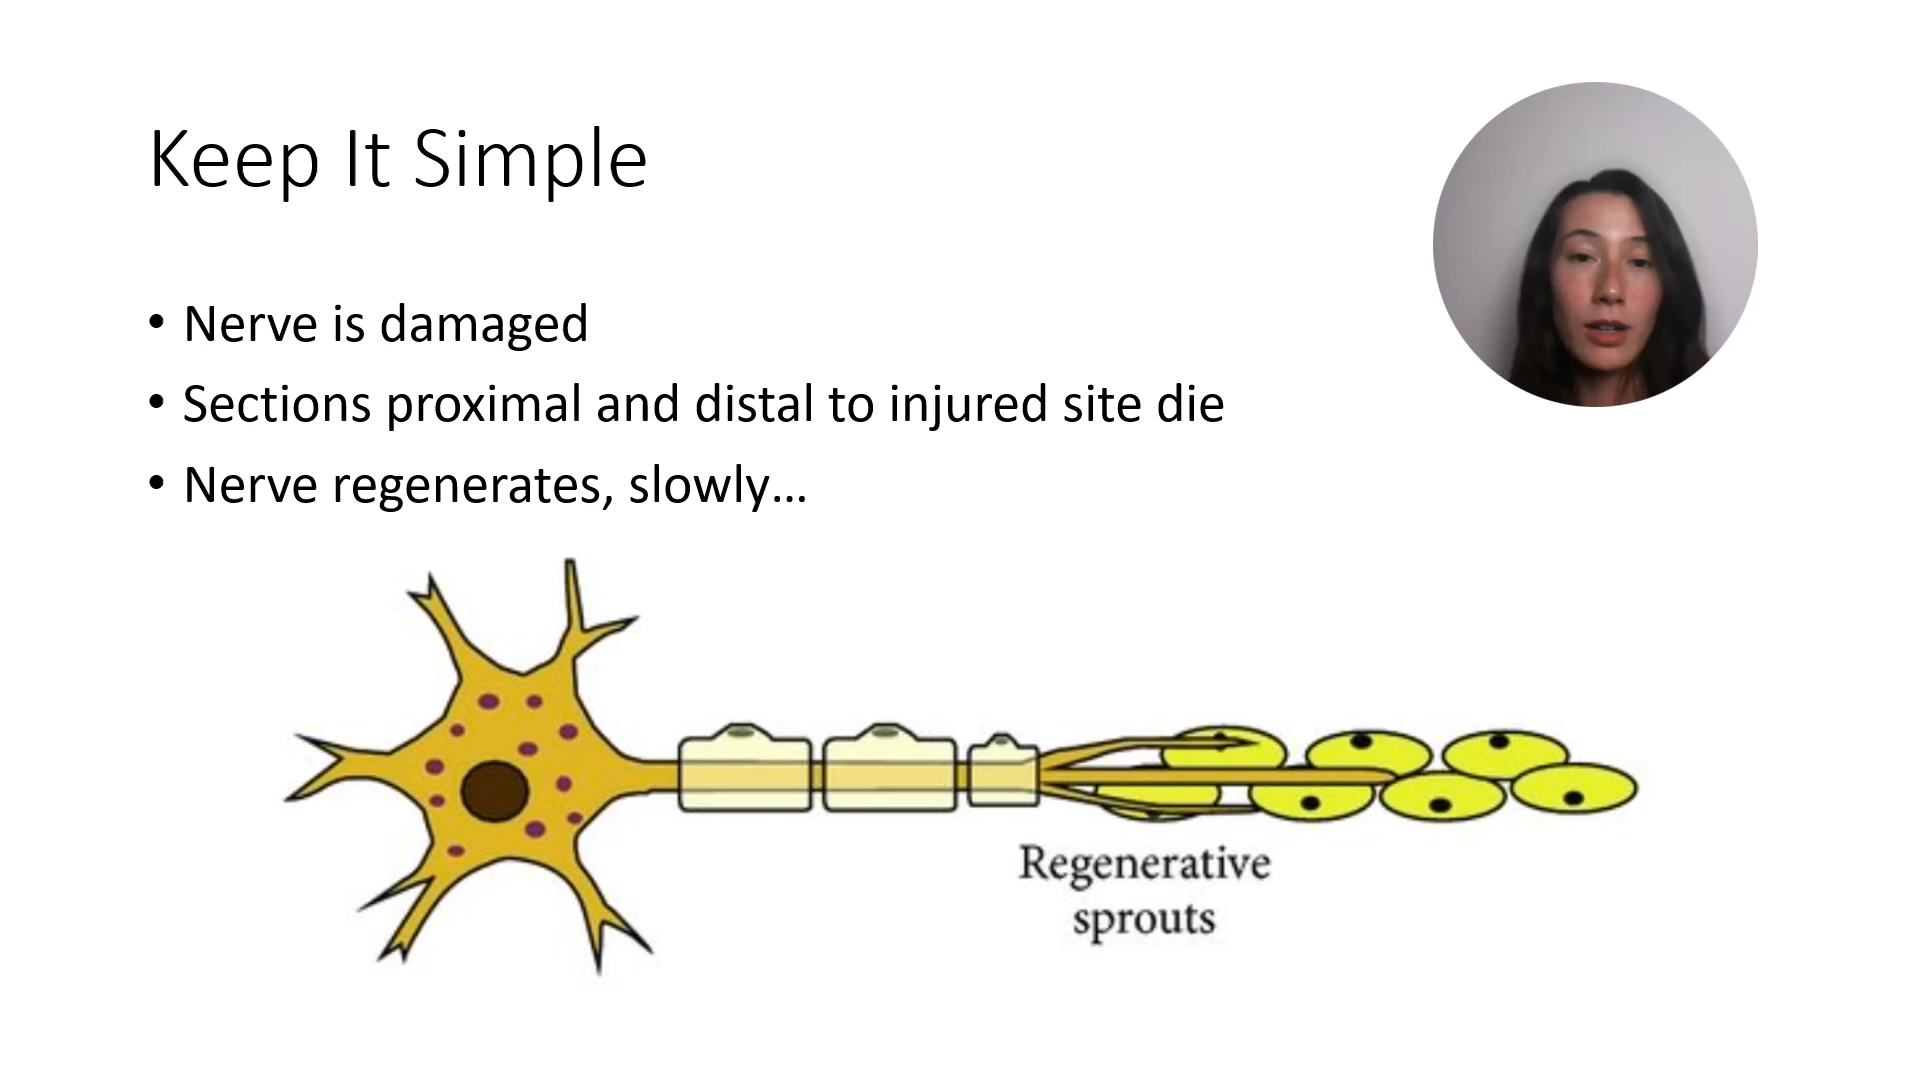 Keep It Simple
• Nerve is damaged
• Sections proximal and distal to injured site die
• Nerve regenerates, slowly…
Regenerative
sprouts